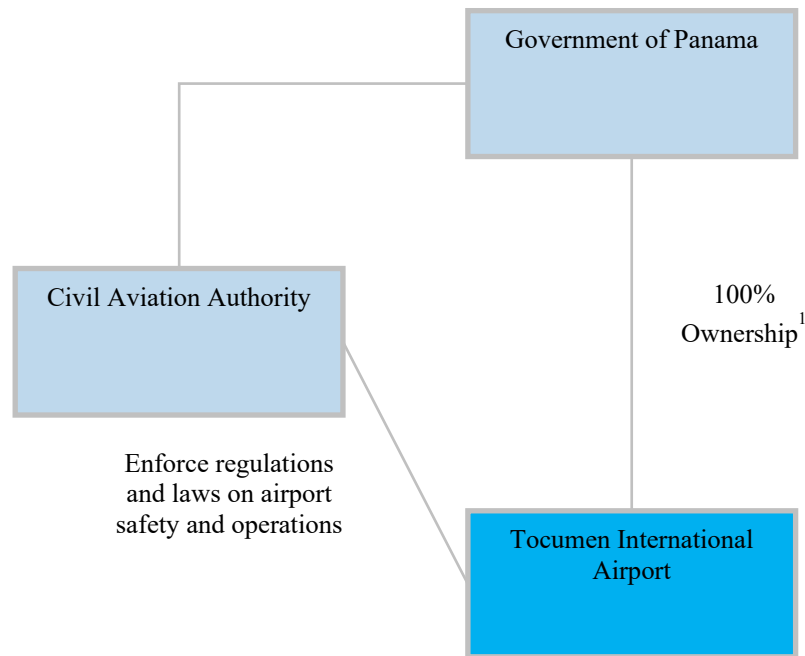 Government of Panama
Civil Aviation Authority
100%
Ownership1
Enforce regulations
and laws on airport
safety and operations
Tocumen International
Airport